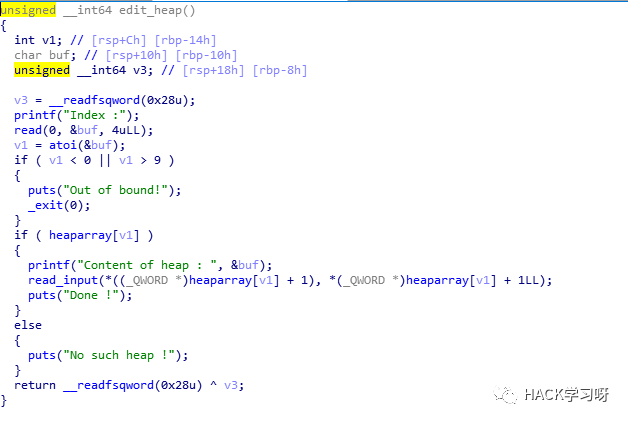 unsigned __int64 edit_heap()
{
  int v1; // [rsp+Ch] [rbp-14h]
  char buf; // [rsp+10h] [rbp-10h]
  unsigned __int64 v3; // [rsp+18h] [rbp-8h]

  v3 = __readfsqword(0x28u);
  printf("Index :");
  read(0, &buf, 4uLL);
  v1 = atoi(&buf);
  if ( v1 < 0 || v1 > 9 )
  {
    puts("Out of bound!");
    _exit(0);
  }
  if ( heaparray[v1] )
  {
    printf("Content of heap : ", &buf);
    read_input(*((_QWORD *)heaparray[v1] + 1), *(_QWORD *)heaparray[v1] + 1LL);
    puts("Done !");
  }
  else
  {
    puts("No such heap !");
  }
  return __readfsqword(0x28u) ^ v3;
}
HACK学习呀